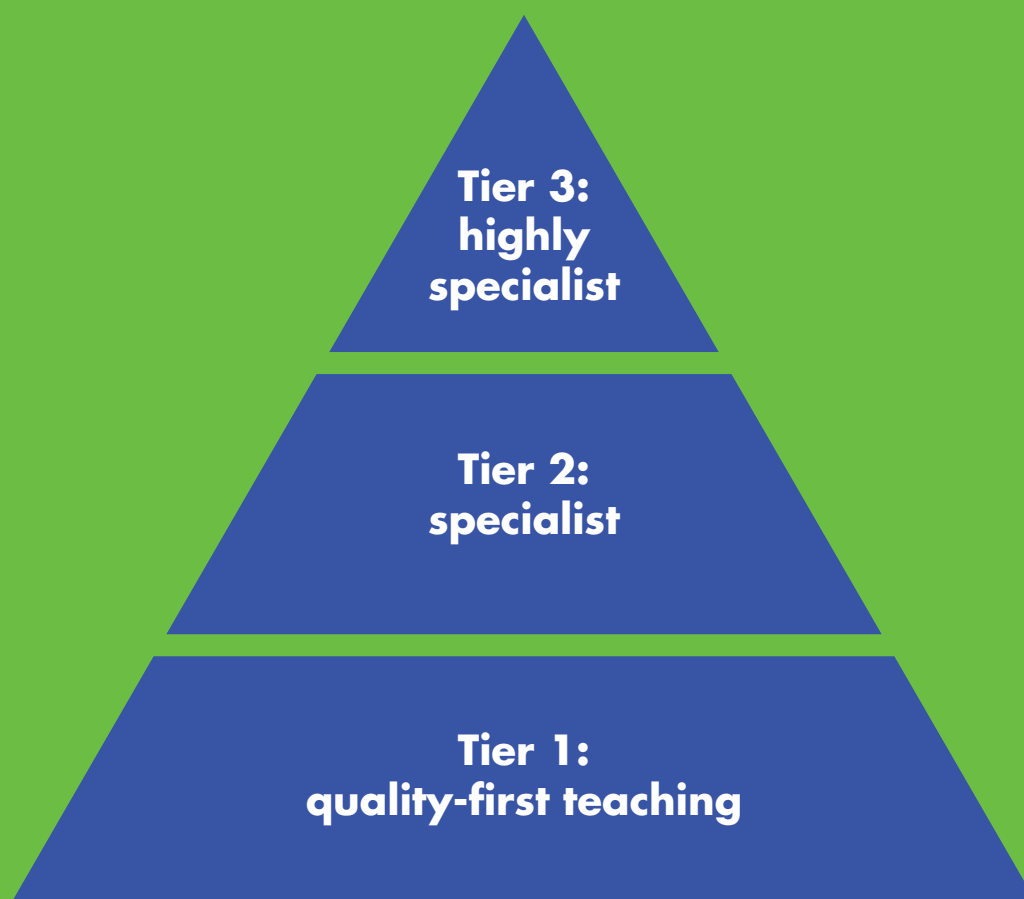 Tier 3:
highly
specialist
Tier 2:
specialist
Tier 1:
quality-first teaching